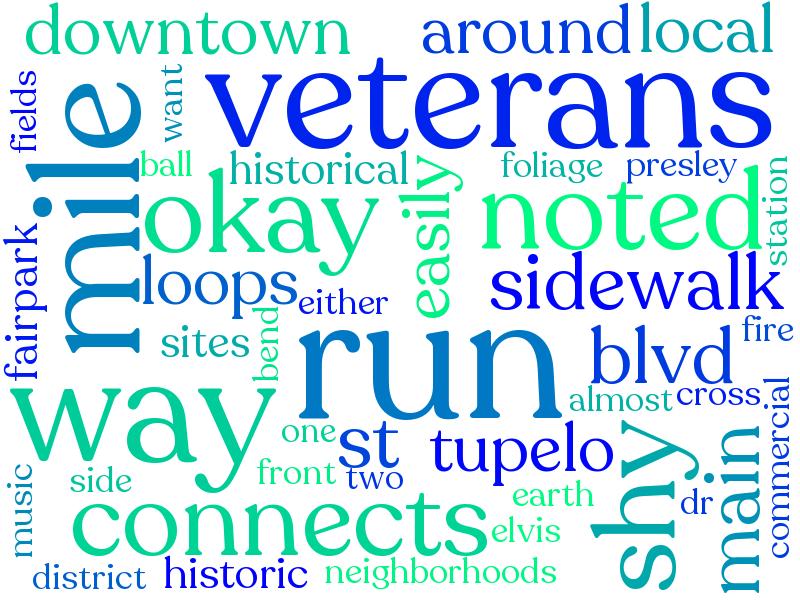 downtown
around
local
fields
want
veterans
mile
ball
historical
foliage
presley
station
okay
easily
noted
fairpark
loops
either
sidewalk
sites
bend
run
blvd
fire
way
almost
cross
commercial
one
st
tupelo
shy
main
music
side
front
two
dr
connects
earth
elvis
district
historic
neighborhoods